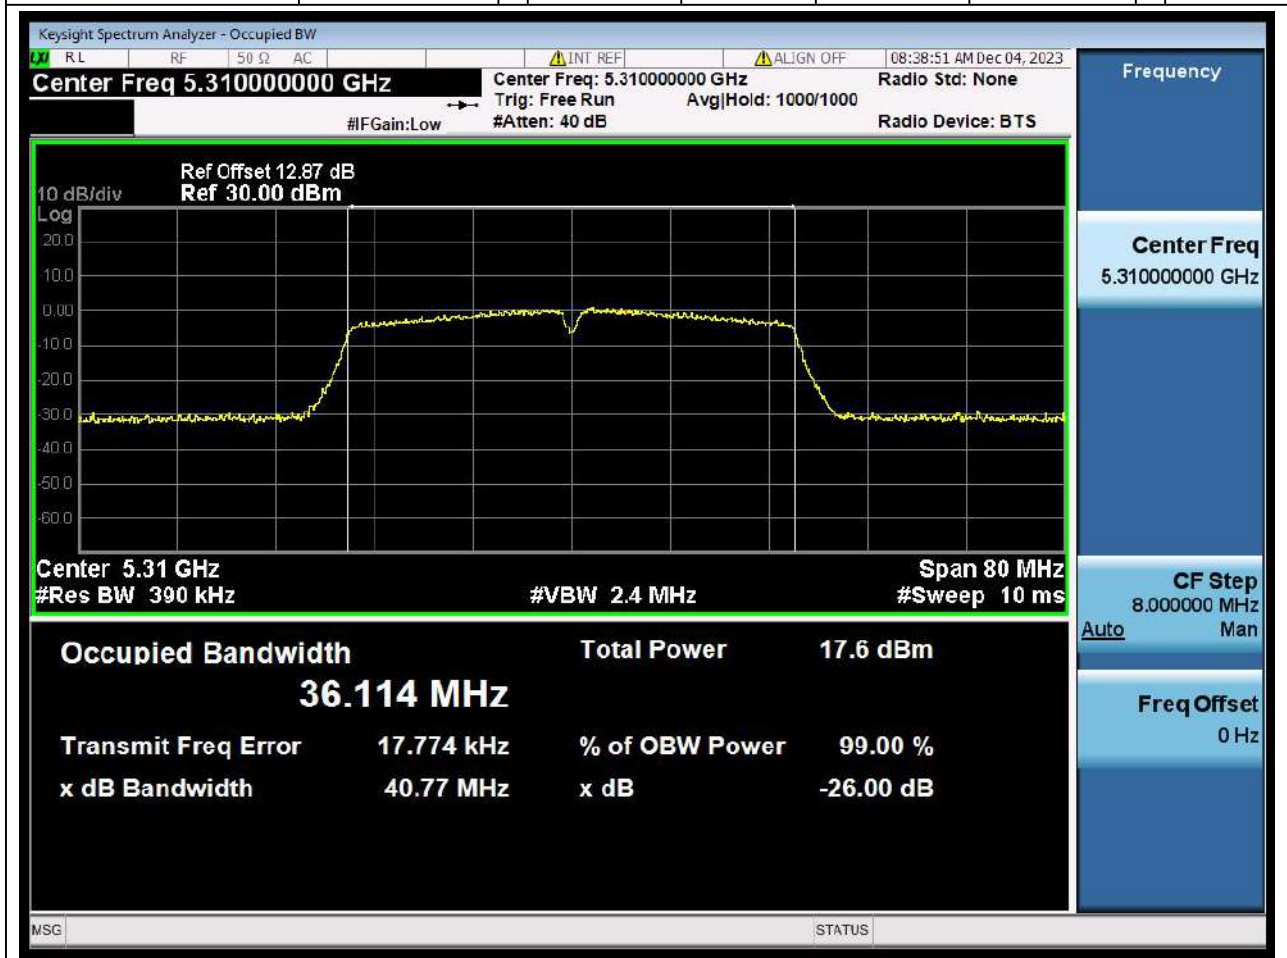 Keysight Spectrum Analyzer - Occupied BW
LXI RL RF 50 Ω AC INT REF ALIGN OFF 08:38:51 AM Dec 04, 2023
Center Freq 5.310000000 GHz
Center Freq: 5.310000000 GHz
Radio Std: None
Trig: Free Run Avg|Hold: 1000/1000
#IFGain:Low #Atten: 40 dB
Radio Device: BTS
Ref Offset 12.87 dB
10 dB/div Ref 30.00 dBm
Log
20.0
10.0
0.00
-10.0
-20.0
-30.0
-40.0
-50.0
-60.0
Center 5.31 GHz Span 80 MHz
#Res BW 390 kHz #VBW 2.4 MHz #Sweep 10 ms
Occupied Bandwidth Total Power 17.6 dBm
36.114 MHz
Transmit Freq Error 17.774 kHz % of OBW Power 99.00 %
x dB Bandwidth 40.77 MHz x dB -26.00 dB
MSG STATUS
Frequency
Center Freq
5.310000000 GHz
CF Step
8.000000 MHz
Auto Man
Freq Offset
0 Hz